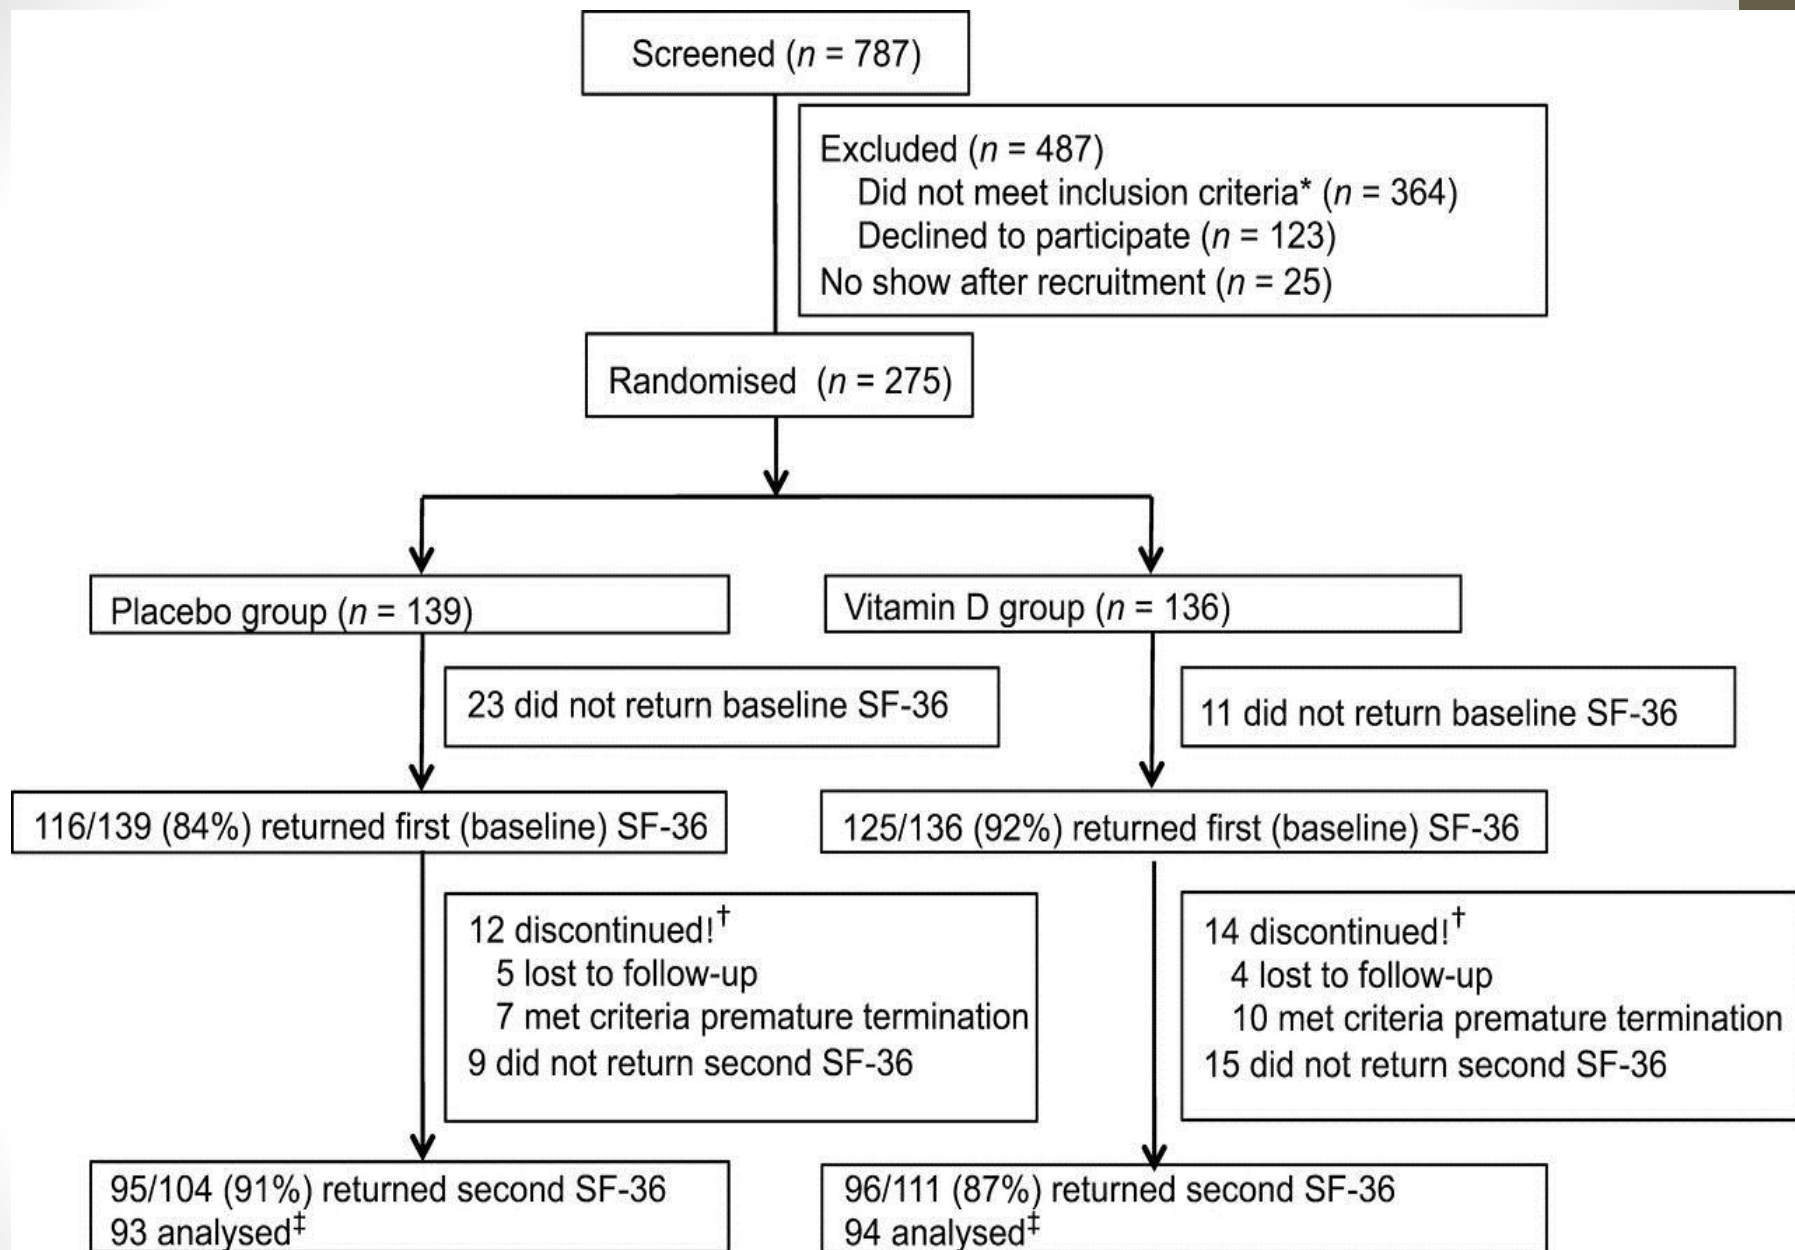 Screened (n = 787)
Excluded (n = 487)
Did not meet inclusion criteria* (n = 364)
Declined to participate (n = 123)
No show after recruitment (n = 25)
Randomised (n = 275)
Placebo group (n = 139)
Vitamin D group (n = 136)
23 did not return baseline SF-36
11 did not return baseline SF-36
116/139 (84%) returned first (baseline) SF-36
125/136 (92%) returned first (baseline) SF-36
12 discontinued!†
5 lost to follow-up
7 met criteria premature termination
9 did not return second SF-36
14 discontinued!†
4 lost to follow-up
10 met criteria premature termination
15 did not return second SF-36
95/104 (91%) returned second SF-36
93 analysed‡
96/111 (87%) returned second SF-36
94 analysed‡